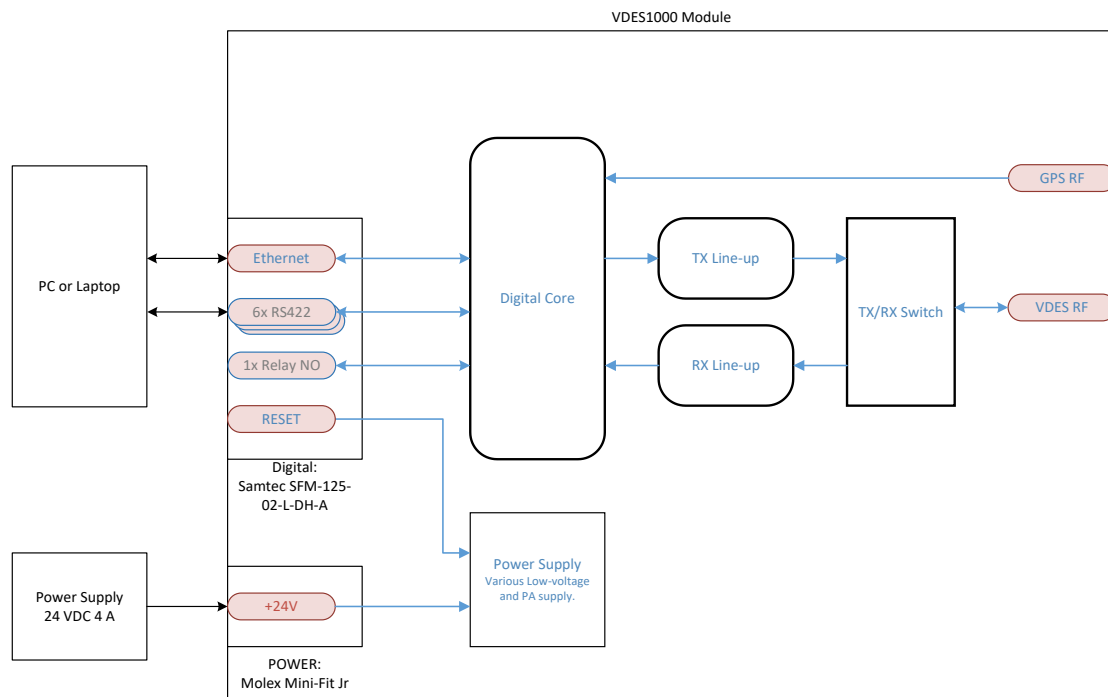 VDES1000 Module
GPS RF
PC or Laptop
Ethernet
6x RS422
1x Relay NO
RESET
Digital:
Samtec SFM-125-
02-L-DH-A
Digital Core
TX Line-up
RX Line-up
TX/RX Switch
VDES RF
Power Supply
24 VDC 4 A
+24V
POWER:
Molex Mini-Fit Jr
Power Supply
Various Low-voltage
and PA supply.